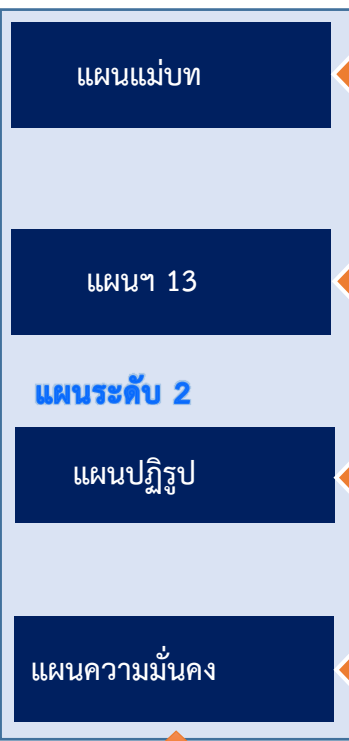 แผนแม่บท
แผนฯ 13
แผนระดับ 2
แผนปฏิรูป
แผนความมั่นคง